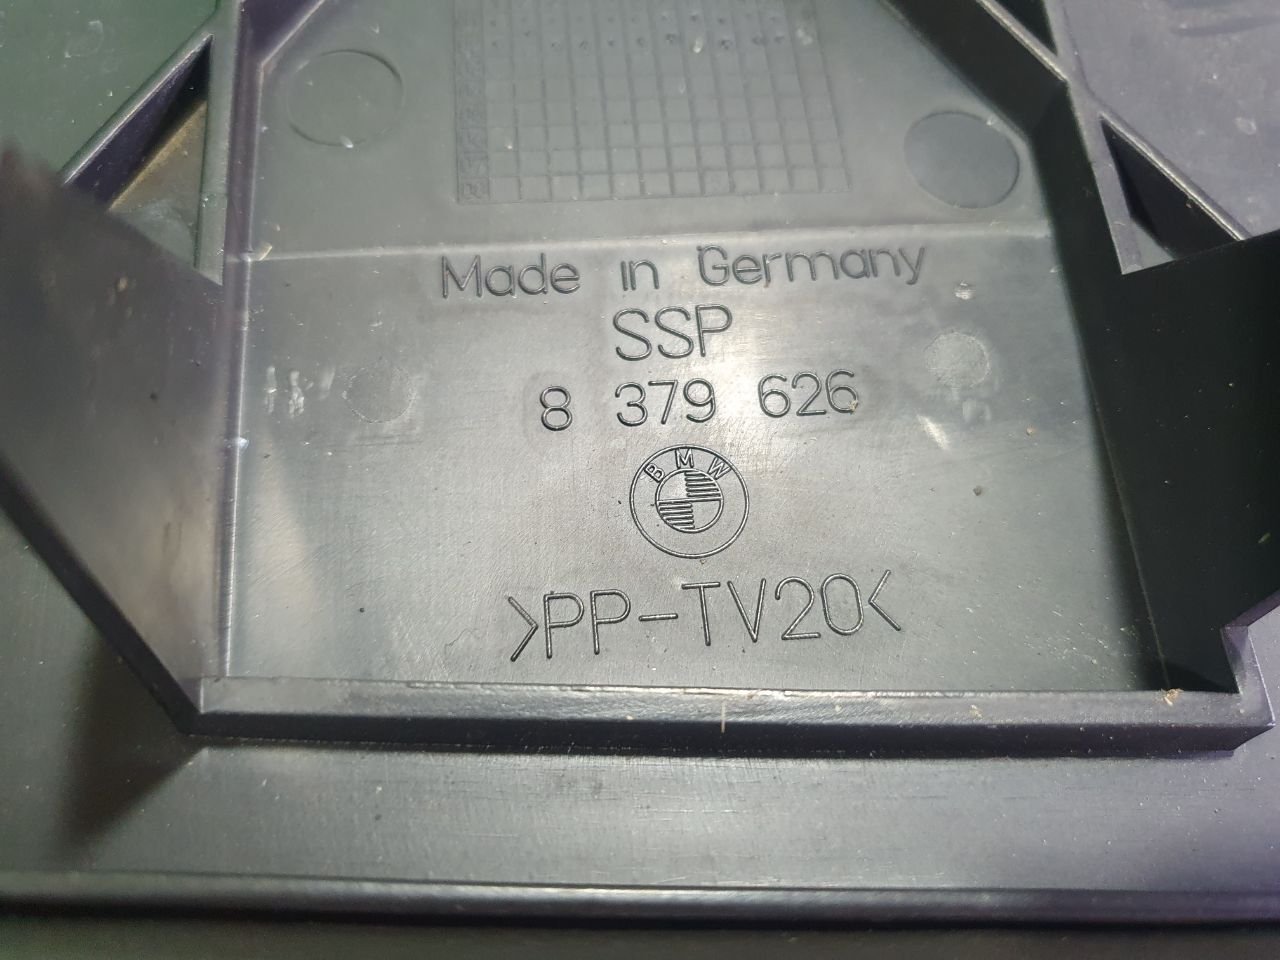 Made in Germany
SSP
8 379 626
BMW
>PP-TV20<